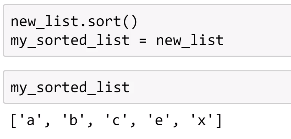 new_list.sort()
my_sorted_list = new_list
my_sorted_list
['a', 'b', 'c', 'e', 'x']